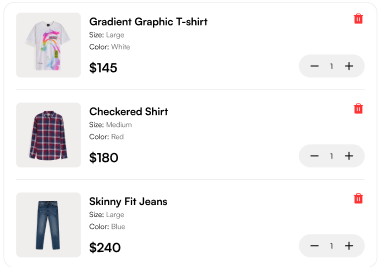 Gradient Graphic T-shirt
Size: Large
Color: White
$145
1
Checkered Shirt
Size: Medium
Color: Red
$180
1
Skinny Fit Jeans
Size: Large
Color: Blue
$240
1